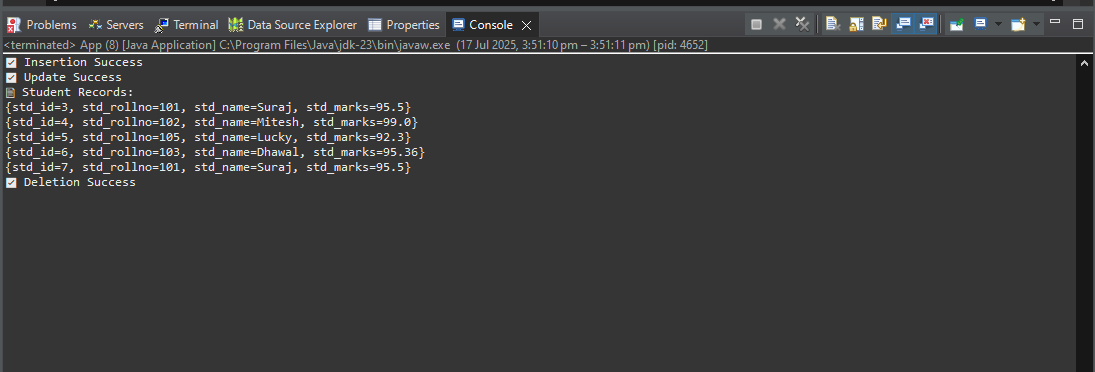 Problems Servers Terminal Data Source Explorer Properties Console
<terminated> App (8) [Java Application] C:\Program Files\Java\jdk-23\bin\javaw.exe (17 Jul 2025, 3:51:10 pm – 3:51:11 pm) [pid: 4652]
☑ Insertion Success
☑ Update Success
Student Records:
{std_id=3, std_rollno=101, std_name=Suraj, std_marks=95.5}
{std_id=4, std_rollno=102, std_name=Mitesh, std_marks=99.0}
{std_id=5, std_rollno=105, std_name=Lucky, std_marks=92.3}
{std_id=6, std_rollno=103, std_name=Dhawal, std_marks=95.36}
{std_id=7, std_rollno=101, std_name=Suraj, std_marks=95.5}
☑ Deletion Success